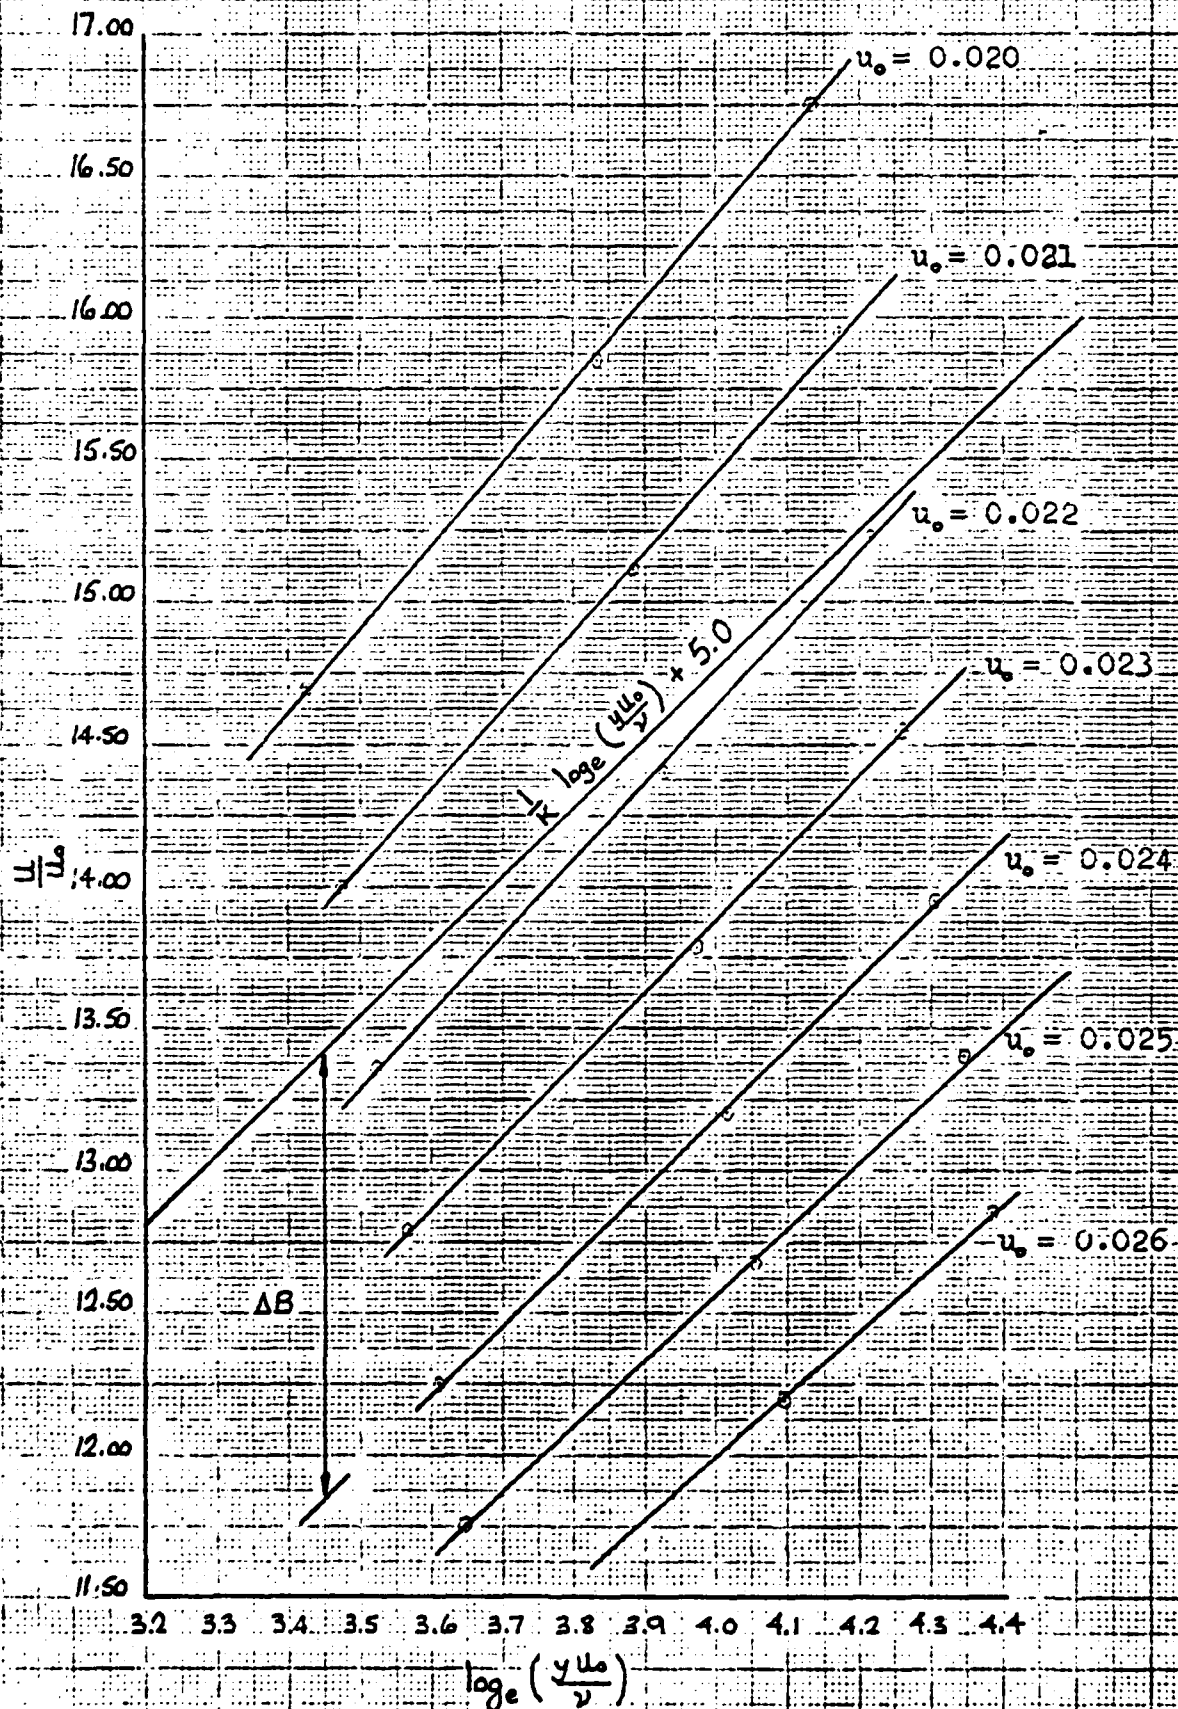 17.00
u₀ = 0.020
16.50
u₀ = 0.021
16.00
15.50
u₀ = 0.022
15.00
1/K logₑ (yu₀/ν) + 5.0
u₀ = 0.023
14.50
u/u₀
14.00
u₀ = 0.024
13.50
u₀ = 0.025
13.00
u₀ = 0.026
12.50
ΔB
12.00
11.50
3.2 3.3 3.4 3.5 3.6 3.7 3.8 3.9 4.0 4.1 4.2 4.3 4.4
logₑ (yu₀/ν)